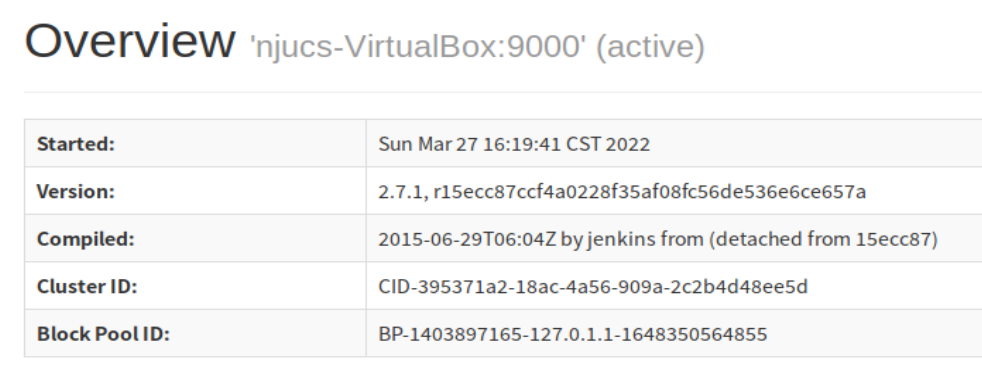 Overview 'njucs-VirtualBox:9000' (active)
Started: Sun Mar 27 16:19:41 CST 2022
Version: 2.7.1, r15ecc87ccf4a0228f35af08fc56de536e6ce657a
Compiled: 2015-06-29T06:04Z by jenkins from (detached from 15ecc87)
Cluster ID: CID-395371a2-18ac-4a56-909a-2c2b4d48ee5d
Block Pool ID: BP-1403897165-127.0.1.1-1648350564855